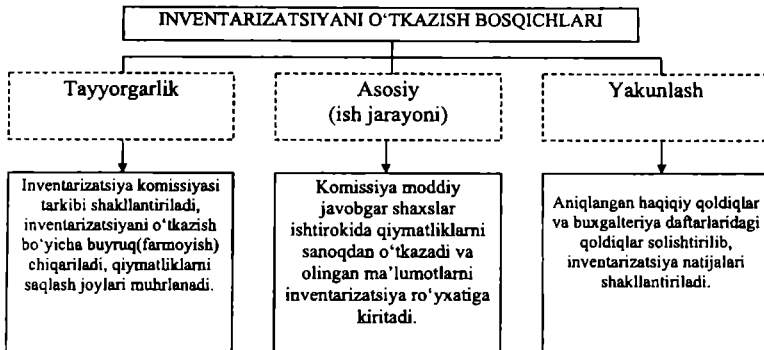 INVENTARIZATSIYANI O‘TKAZISH BOSQICHLARI
Tayyorgarlik
Asosiy
(ish jarayoni)
Yakunlash
Inventarizatsiya komissiyasi
tarkibi shakllantiriladi,
inventarizatsiyani o‘tkazish
bo‘yicha buyruq(farmoyish)
chiqariladi, qiymatliklarni
saqlash joylari muhrlanadi.
Komissiya moddiy
javobgar shaxslar
ishtirokida qiymatliklarni
sanoqdan o‘tkazadi va
olingan ma’lumotlarni
inventarizatsiya ro‘yxatiga
kiritadi.
Aniqlangan haqiqiy qoldiqlar
va buxgalteriya daftarlaridagi
qoldiqlar solishtirilib,
inventarizatsiya natijalari
shakllantiriladi.